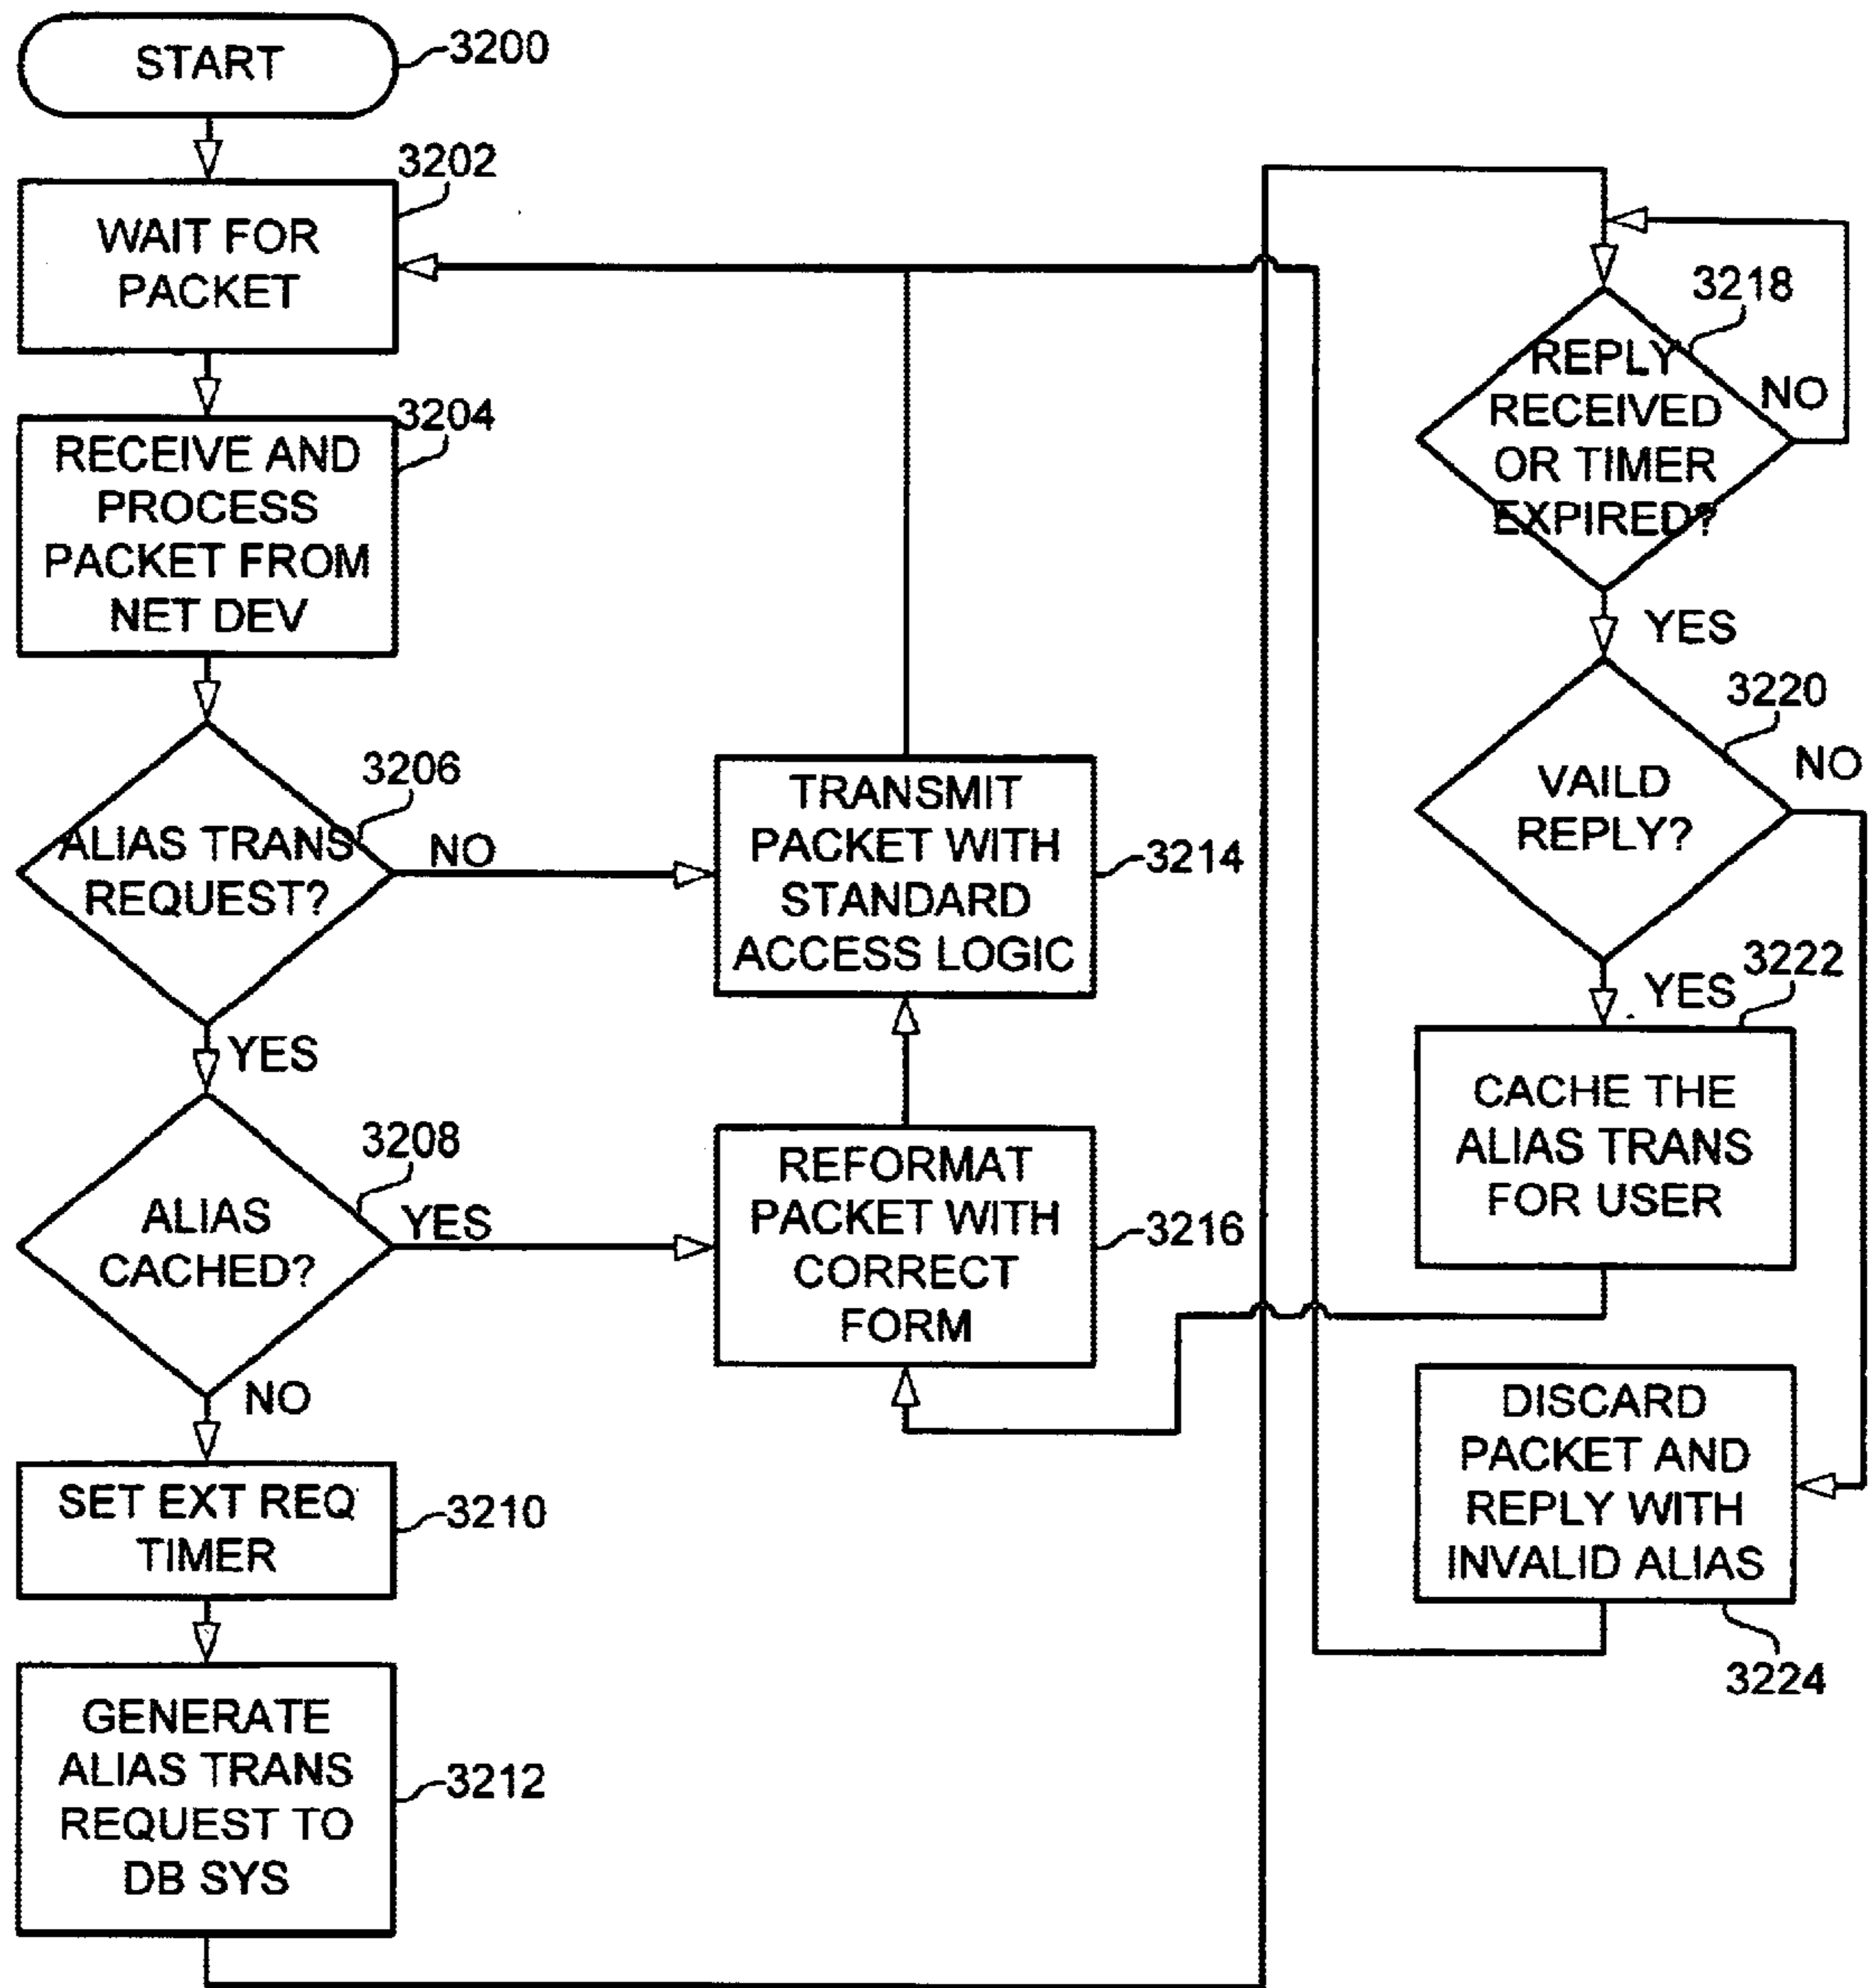 START
3200
3202
WAIT FOR
PACKET
3204
RECEIVE AND
PROCESS
PACKET FROM
NET DEV
3206
ALIAS TRANS
REQUEST?
NO
YES
3208
ALIAS
CACHED?
YES
NO
SET EXT REQ
TIMER
3210
GENERATE
ALIAS TRANS
REQUEST TO
DB SYS
3212
TRANSMIT
PACKET WITH
STANDARD
ACCESS LOGIC
3214
REFORMAT
PACKET WITH
CORRECT
FORM
3216
3218
REPLY
RECEIVED
OR TIMER
EXPIRED?
NO
YES
3220
VAILD
REPLY?
NO
YES
3222
CACHE THE
ALIAS TRANS
FOR USER
DISCARD
PACKET AND
REPLY WITH
INVALID ALIAS
3224